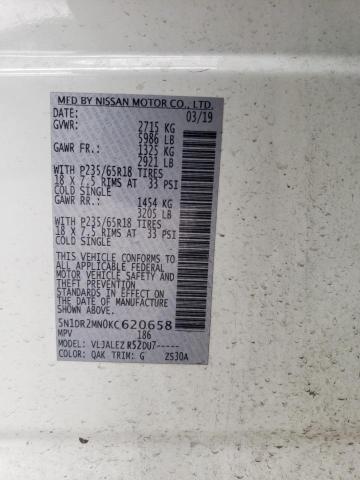 MFD BY NISSAN MOTOR CO., LTD.
DATE: 03/19
GVWR: 2715 KG
5986 LB
GAWR FR.: 1325 KG
2921 LB
WITH P235/65R18 TIRES
18 X 7.5 RIMS AT 33 PSI
COLD SINGLE
GAWR RR.: 1454 KG
3205 LB
WITH P235/65R18 TIRES
18 X 7.5 RIMS AT 33 PSI
COLD SINGLE
THIS VEHICLE CONFORMS TO
ALL APPLICABLE FEDERAL
MOTOR VEHICLE SAFETY
AND THEFT PREVENTION
STANDARDS IN EFFECT ON
THE DATE OF MANUFACTURE
SHOWN ABOVE.
5N1DR2MN0KC620658
MPV 186
MODEL: VLJALEZ R52DU7-----
COLOR: QAK TRIM: G ZS30A